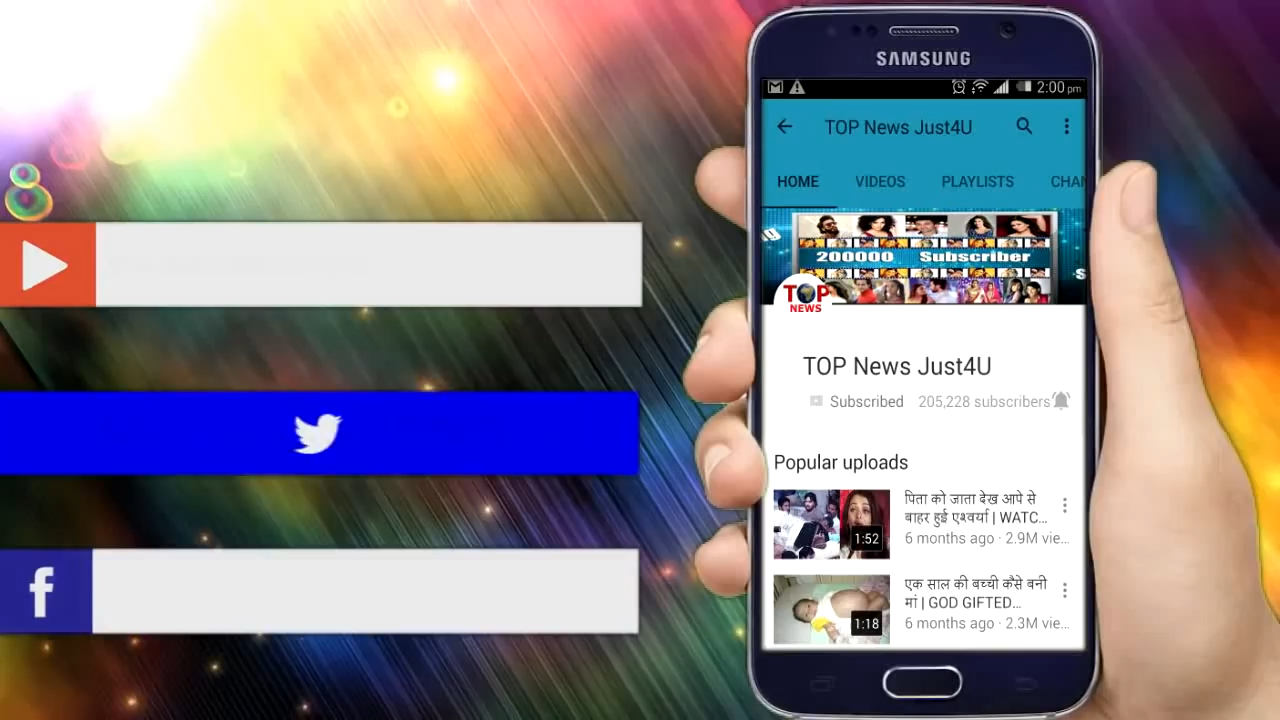 SAMSUNG
2:00 pm
TOP News Just4U
HOME VIDEOS PLAYLISTS CHAN
200000 Subscriber
TOP
NEWS
TOP News Just4U
Subscribed 205,228 subscribers
Popular uploads
पिता को जाता देख आपे से
बाहर हुई एश्वर्या | WATC...
6 months ago · 2.9M vie...
1:52
एक साल की बच्ची कैसे बनी
मां | GOD GIFTED...
6 months ago · 2.3M vie...
1:18